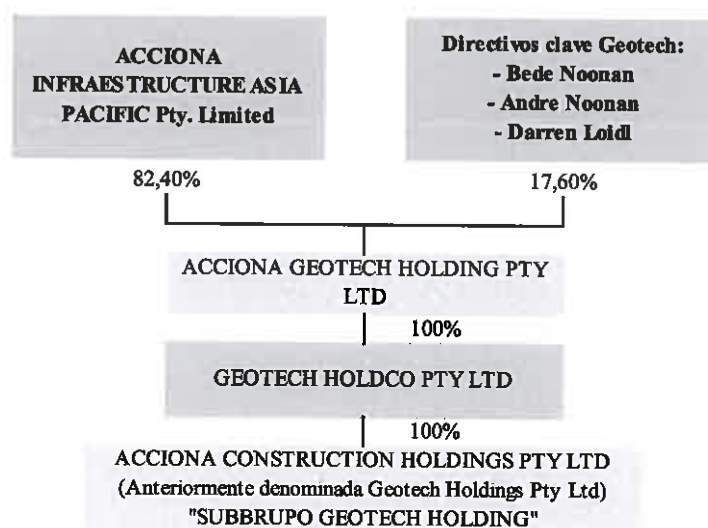 ACCIONA
INFRAESTRUCTURE ASIA
PACIFIC Pty. Limited
Directivos clave Geotech:
- Bede Noonan
- Andre Noonan
- Darren Loidl
82,40%
17,60%
ACCIONA GEOTECH HOLDING PTY
LTD
100%
GEOTECH HOLDCO PTY LTD
100%
ACCIONA CONSTRUCTION HOLDINGS PTY LTD
(Anteriormente denominada Geotech Holdings Pty Ltd)
"SUBBRUPO GEOTECH HOLDING"